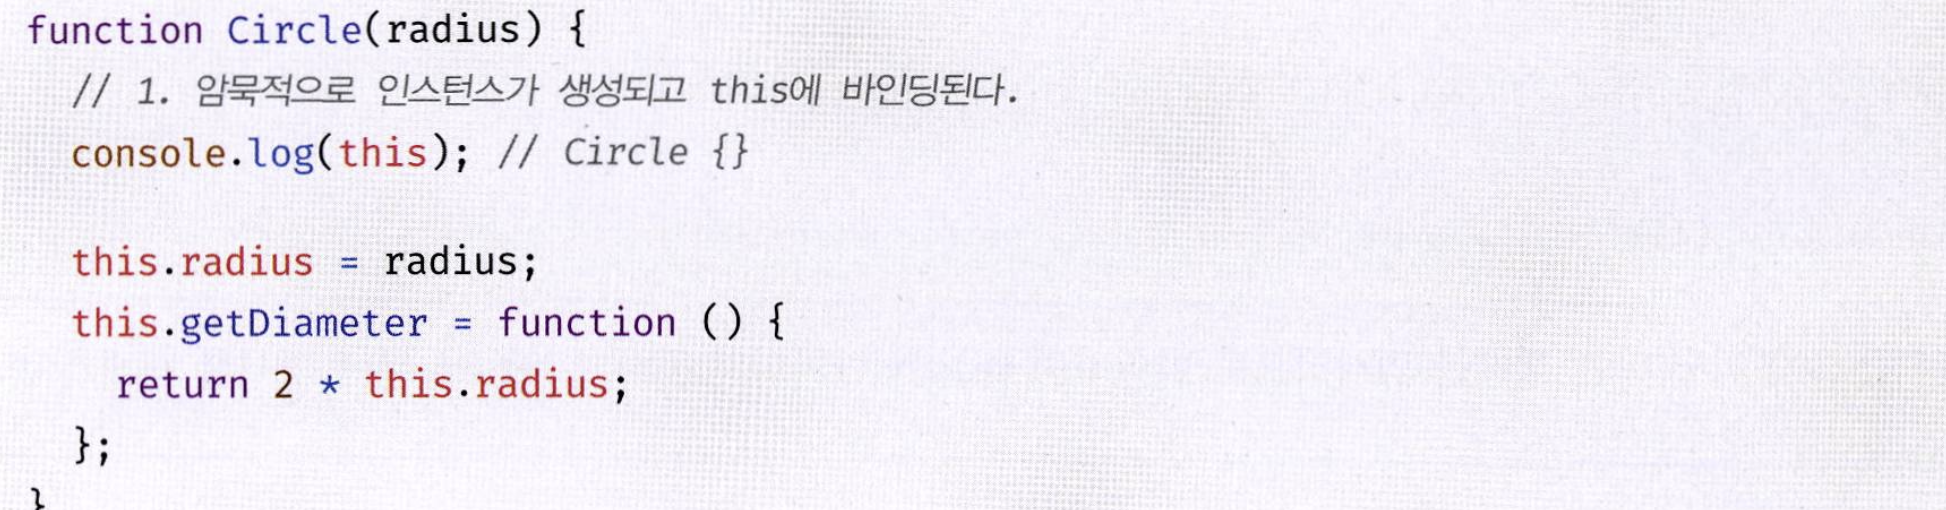 function Circle(radius) {
  // 1. 암묵적으로 인스턴스가 생성되고 this에 바인딩된다.
  console.log(this); // Circle {}

  this.radius = radius;
  this.getDiameter = function () {
    return 2 * this.radius;
  };
}